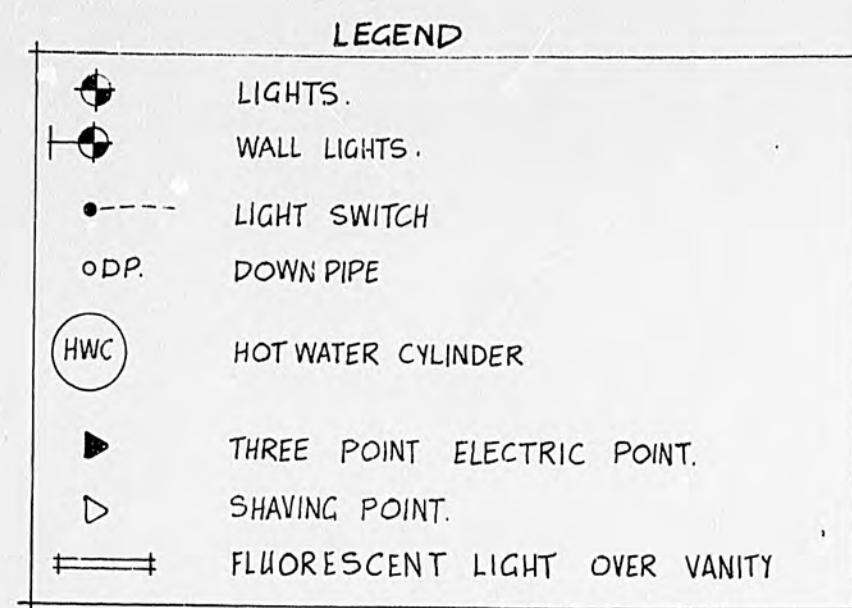 LEGEND
LIGHTS.
WALL LIGHTS.
LIGHT SWITCH
ODP. DOWN PIPE
HWC HOT WATER CYLINDER
THREE POINT ELECTRIC POINT.
SHAVING POINT.
FLUORESCENT LIGHT OVER VANITY